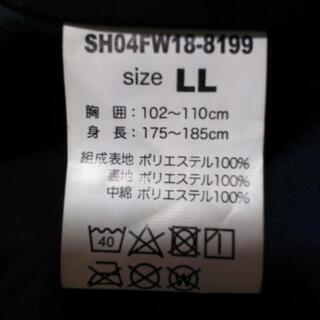 SH04FW18-8199
size LL
胸 囲：102～110cm
身 長：175～185cm
組成表地 ポリエステル100%
裏地 ポリエステル100%
中綿 ポリエステル100%
40